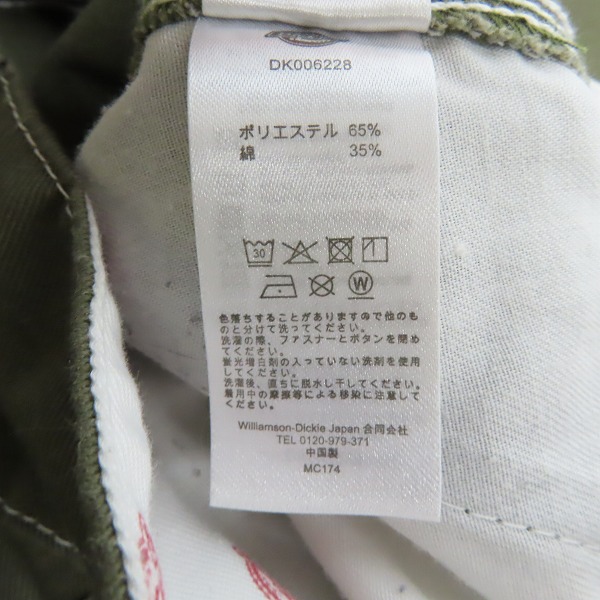 DK006228
ポリエステル 65%
綿 35%
30
W
色落ちすることがありますので他のも
のと分けて洗ってください。
洗濯の際、ファスナーとボタンを閉め
てください。
蛍光増白剤の入っていない洗剤を使用
してください。
洗濯後、直ちに脱水し干してください。
着用中の摩擦等による移染に注意して
ください。
Williamson-Dickie Japan 合同会社
TEL 0120-979-371
中国製
MC174